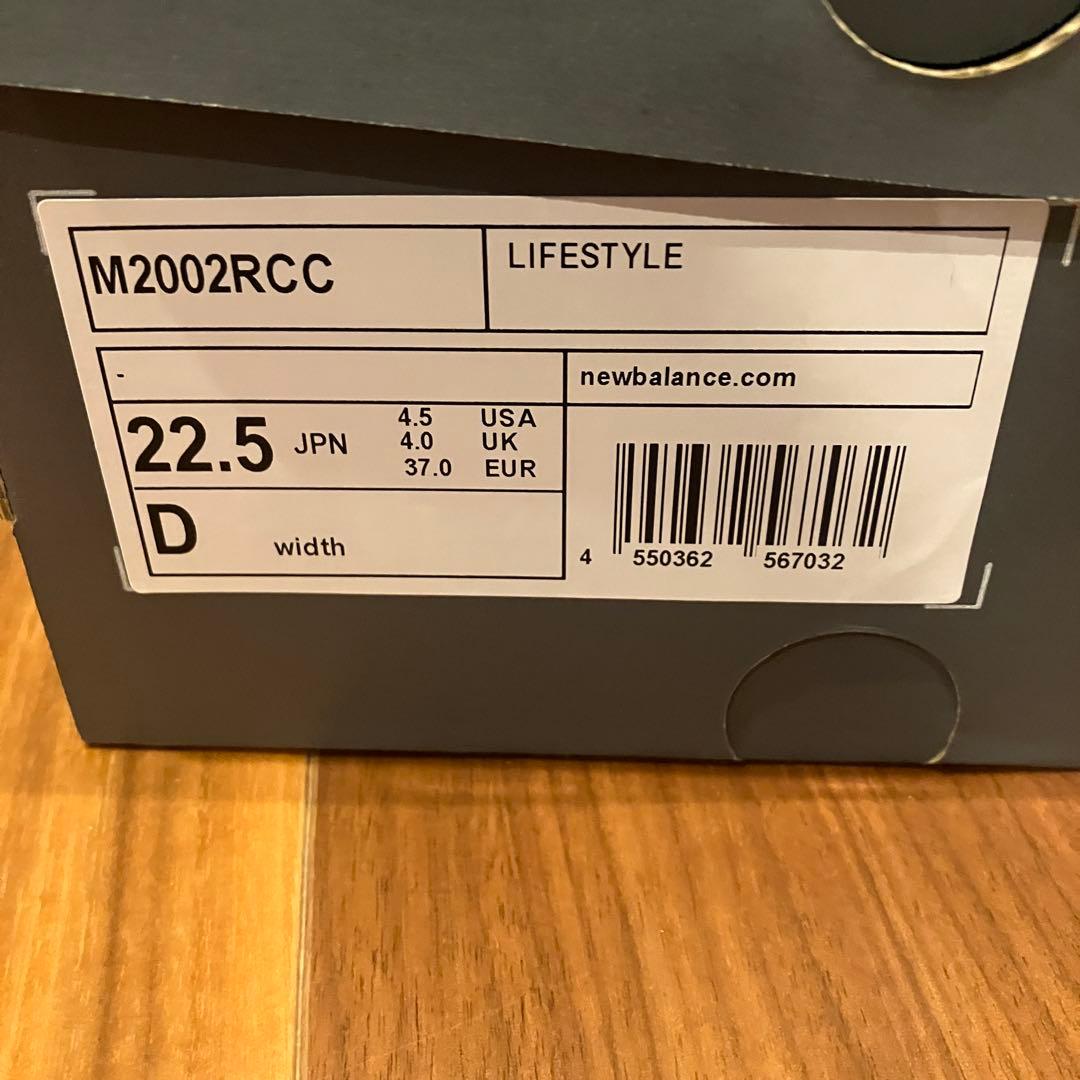 M2002RCC
LIFESTYLE
-
newbalance.com
22.5 JPN
4.5 USA
4.0 UK
37.0 EUR
D width
4 550362 567032